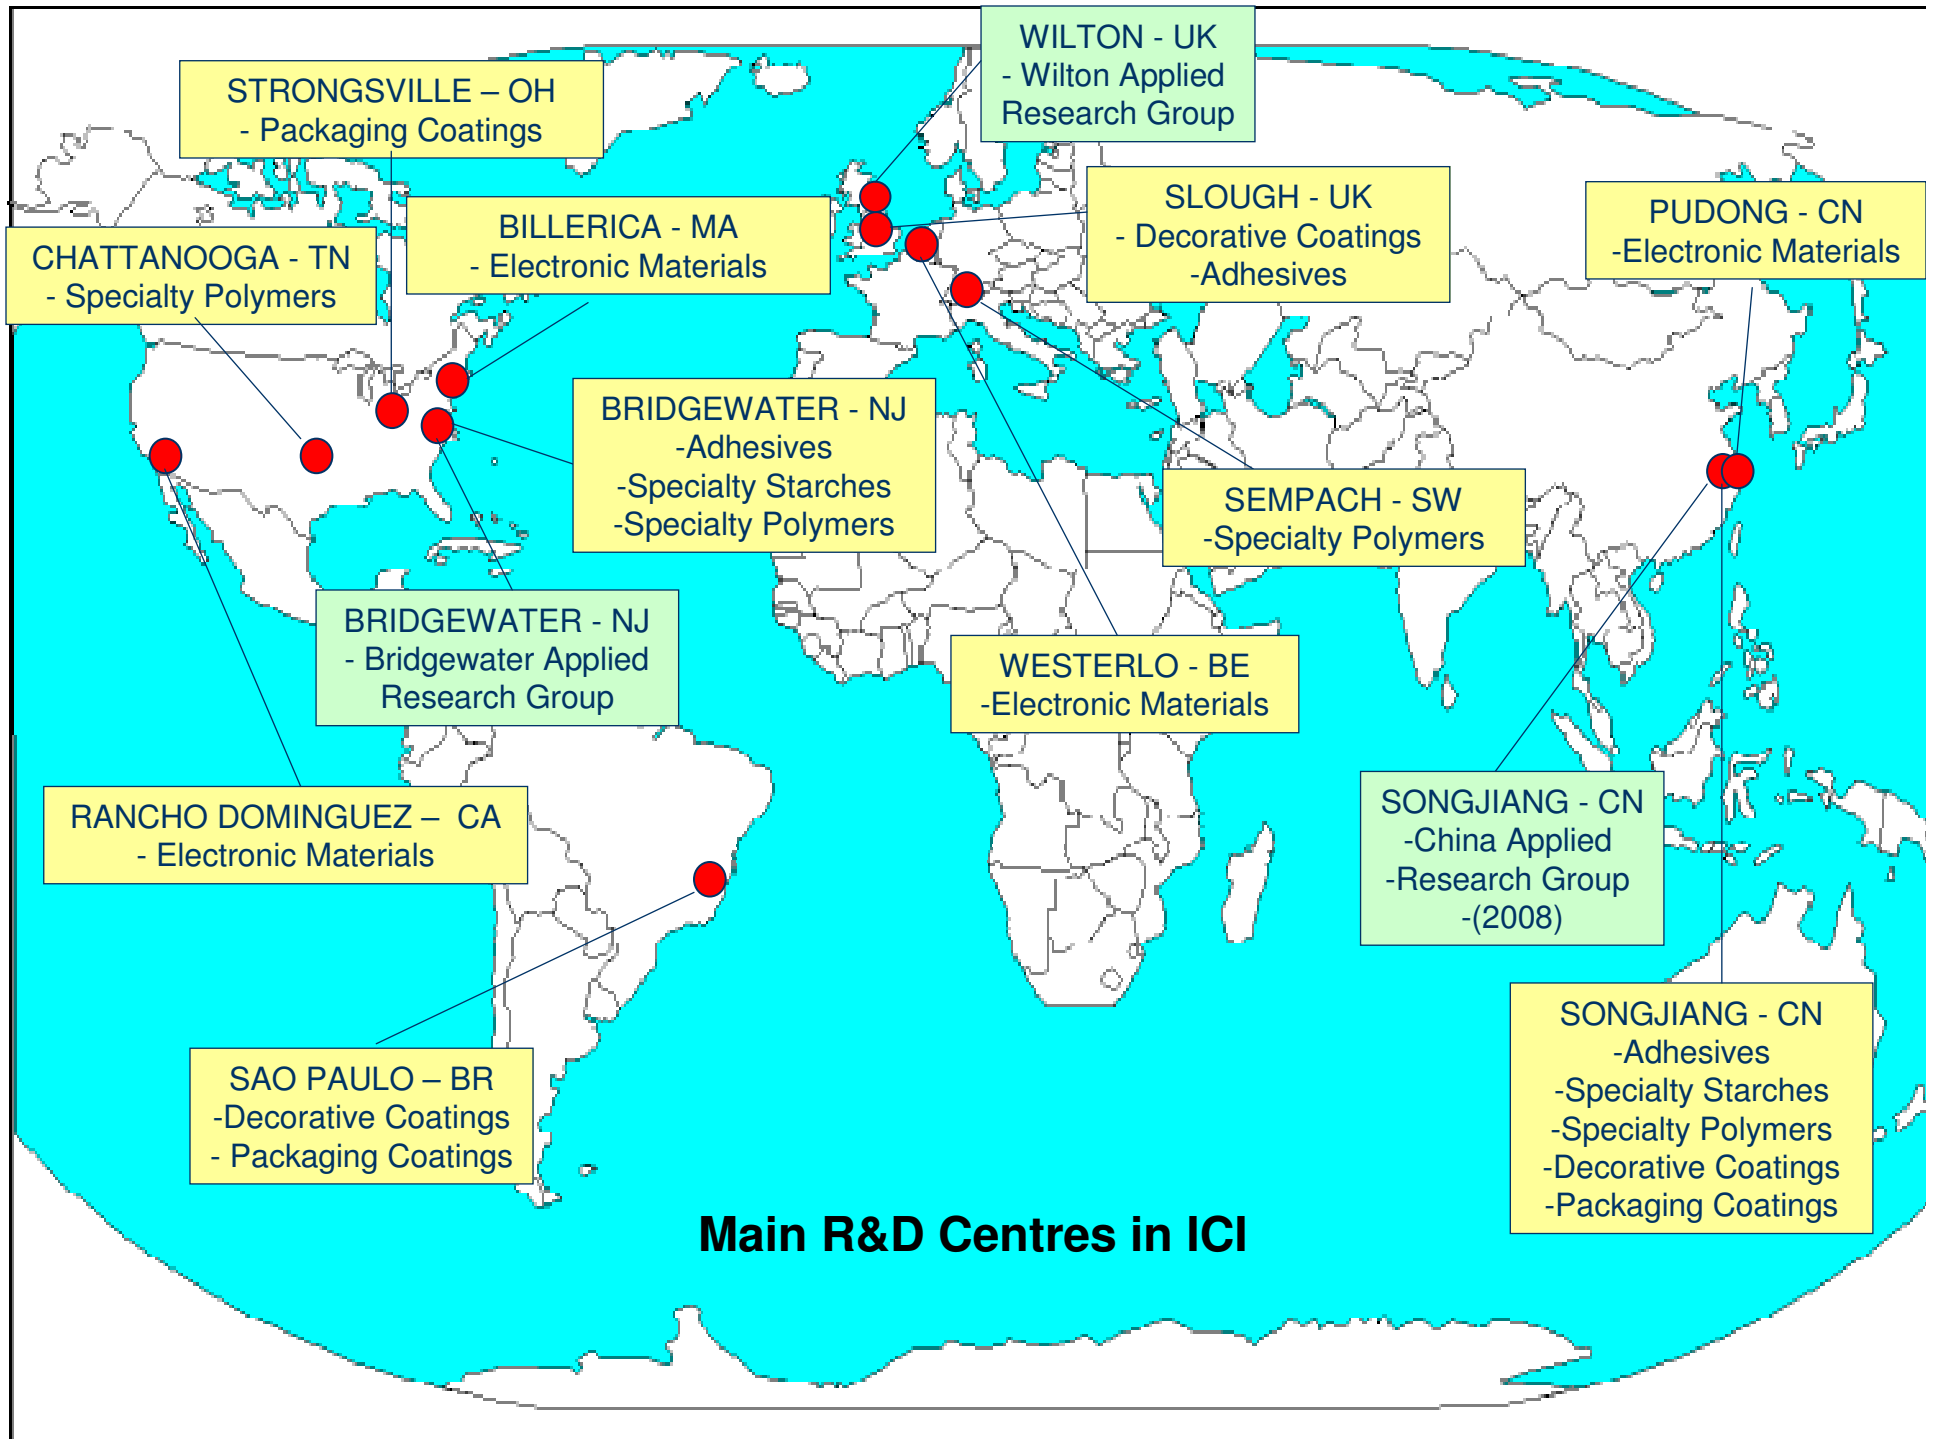 WILTON - UK
- Wilton Applied
Research Group
STRONGSVILLE – OH
- Packaging Coatings
SLOUGH - UK
- Decorative Coatings
-Adhesives
PUDONG - CN
-Electronic Materials
BILLERICA - MA
- Electronic Materials
CHATTANOOGA - TN
- Specialty Polymers
BRIDGEWATER - NJ
-Adhesives
-Specialty Starches
-Specialty Polymers
SEMPACH - SW
-Specialty Polymers
BRIDGEWATER - NJ
- Bridgewater Applied
Research Group
WESTERLO - BE
-Electronic Materials
RANCHO DOMINGUEZ – CA
- Electronic Materials
SONGJIANG - CN
-China Applied
-Research Group
-(2008)
SONGJIANG - CN
-Adhesives
-Specialty Starches
-Specialty Polymers
-Decorative Coatings
-Packaging Coatings
SAO PAULO – BR
-Decorative Coatings
- Packaging Coatings
Main R&D Centres in ICI